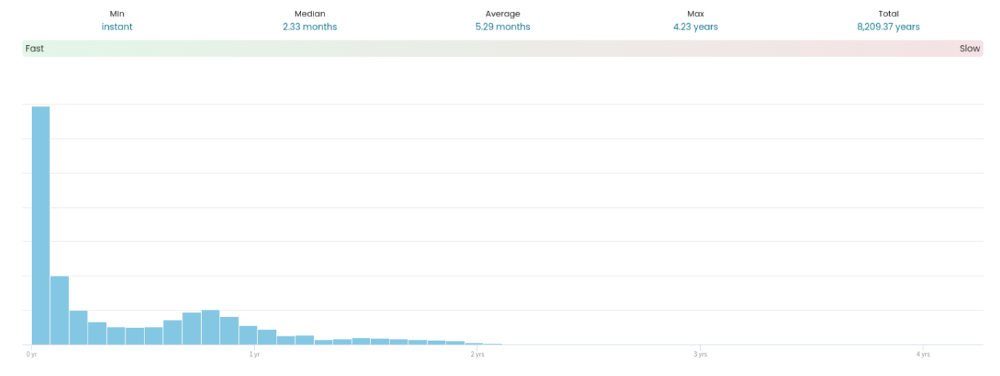 Min Median Average Max Total
instant 2.33 months 5.29 months 4.23 years 8,209.37 years
Fast Slow
0 yr 1 yr 2 yrs 3 yrs 4 yrs